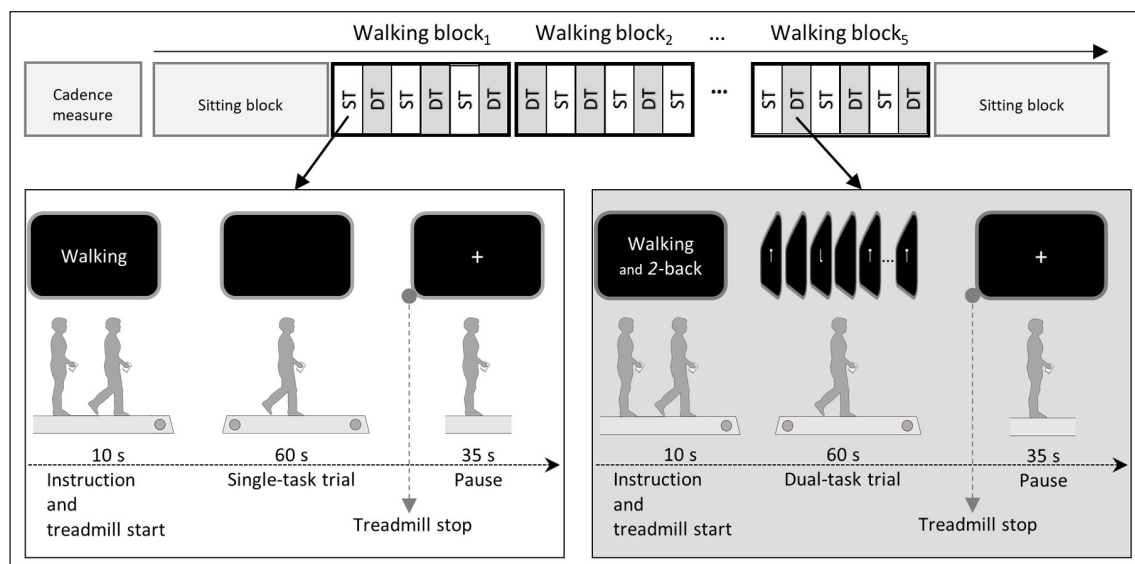 Walking block1 Walking block2 ... Walking block5
Cadence
measure
Sitting block
ST DT ST DT ST DT
DT ST DT ST DT ST
...
ST DT ST DT ST DT
Sitting block
Walking
+
10 s 60 s 35 s
Instruction
and
treadmill start
Single-task trial
Pause
Treadmill stop
Walking
and 2-back
...
+
10 s 60 s 35 s
Instruction
and
treadmill start
Dual-task trial
Pause
Treadmill stop